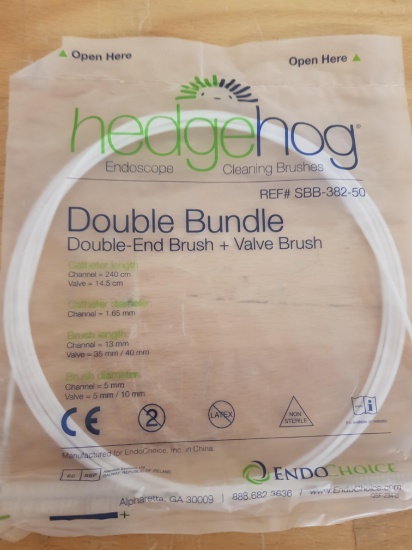 Open Here
Open Here
hedgehog®
Endoscope Cleaning Brushes
REF# SBB-382-50
Double Bundle
Double-End Brush + Valve Brush
Catheter length
Channel = 240 cm
Valve = 14.5 cm
Catheter diameter
Channel = 1.65 mm
Brush length
Channel = 13 mm
Valve = 35 mm / 40 mm
Brush diameter
Channel = 5 mm
Valve = 5 mm / 10 mm
CE
2
LATEX
NON
STERILE
i
Manufactured for EndoChoice, Inc. in China.
EC REP
ENDOCHOICE
Alpharetta, GA 30009 | 888.682.3636 / www.EndoChoice.com